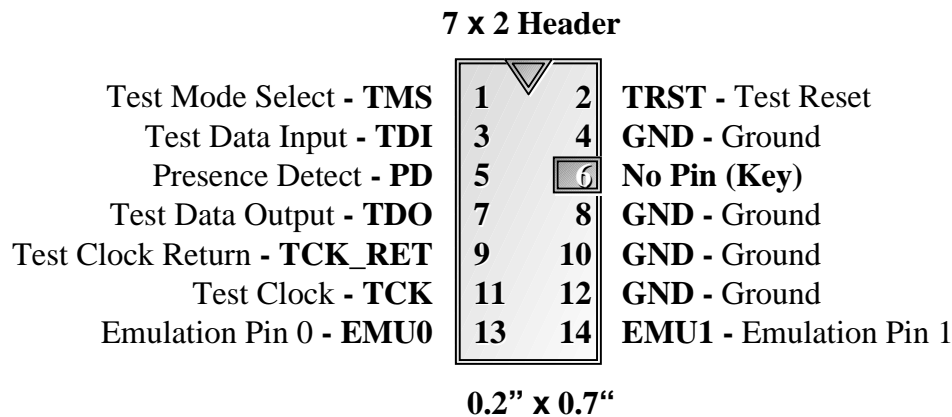 7 x 2 Header
Test Mode Select - TMS 1 2 TRST - Test Reset
Test Data Input - TDI 3 4 GND - Ground
Presence Detect - PD 5 6 No Pin (Key)
Test Data Output - TDO 7 8 GND - Ground
Test Clock Return - TCK_RET 9 10 GND - Ground
Test Clock - TCK 11 12 GND - Ground
Emulation Pin 0 - EMU0 13 14 EMU1 - Emulation Pin 1
0.2” x 0.7“